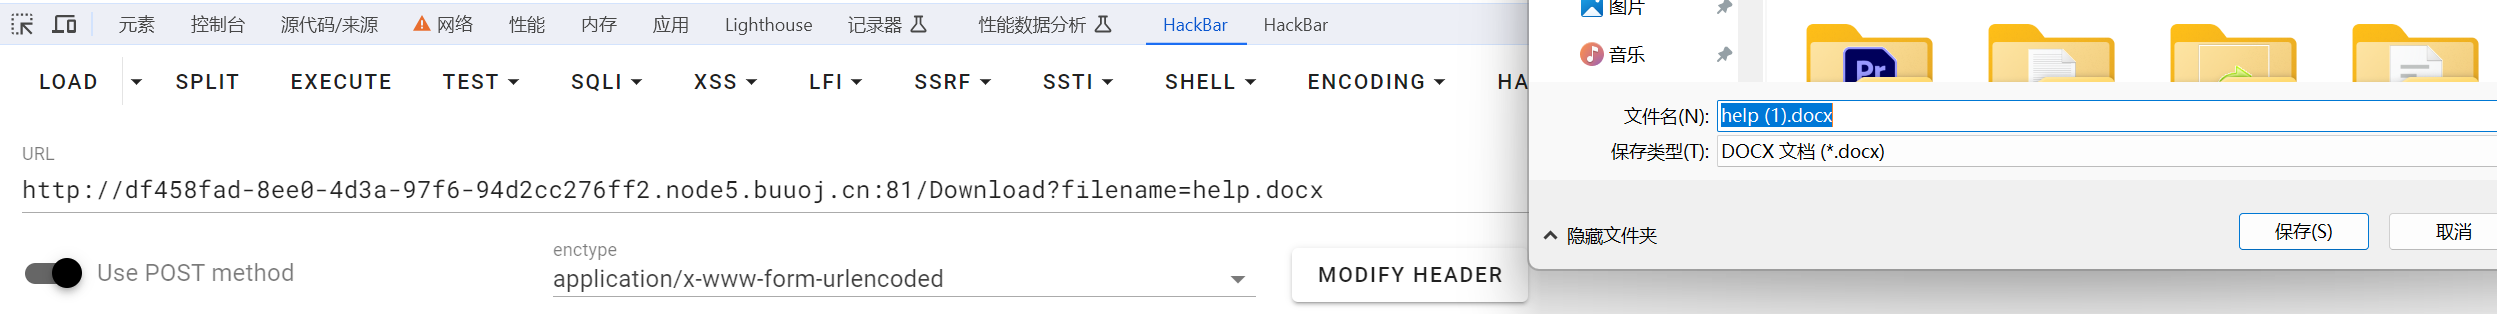 元素 控制台 源代码/来源 网络 性能 内存 应用 Lighthouse 记录器 性能数据分析 HackBar HackBar
LOAD SPLIT EXECUTE TEST SQLI XSS LFI SSRF SSTI SHELL ENCODING HA
URL
http://df458fad-8ee0-4d3a-97f6-94d2cc276ff2.node5.buuoj.cn:81/Download?filename=help.docx
Use POST method
enctype
application/x-www-form-urlencoded
MODIFY HEADER
图片
音乐
Pr
文件名(N): help (1).docx
保存类型(T): DOCX 文档 (*.docx)
隐藏文件夹
保存(S) 取消